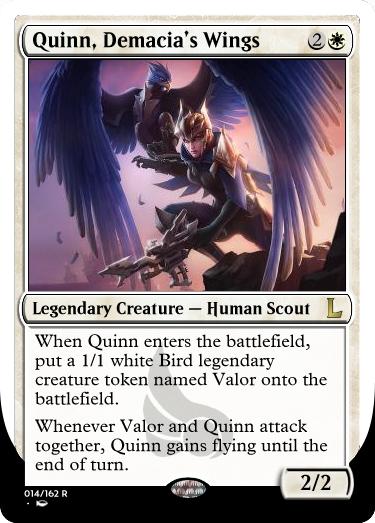 Quinn, Demacia's Wings 2
Legendary Creature — Human Scout L
When Quinn enters the battlefield,
put a 1/1 white Bird legendary
creature token named Valor onto the
battlefield.
Whenever Valor and Quinn attack
together, Quinn gains flying until the
end of turn.
2/2
014/162 R